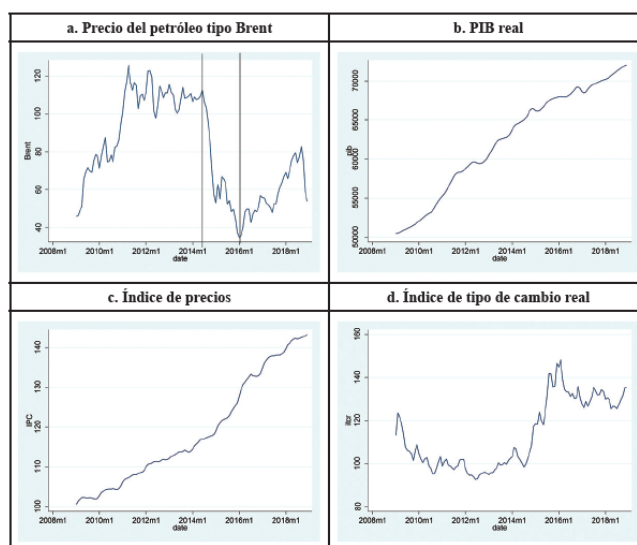 a. Precio del petróleo tipo Brent
b. PIB real
Brent
120
100
80
60
40
2008m1 2010m1 2012m1 2014m1 2016m1 2018m1
date
pib
70000
65000
60000
55000
50000
2008m1 2010m1 2012m1 2014m1 2016m1 2018m1
date
c. Índice de precios
d. Índice de tipo de cambio real
IPC
140
130
120
110
100
2008m1 2010m1 2012m1 2014m1 2016m1 2018m1
date
itcr
160
140
120
100
80
2008m1 2010m1 2012m1 2014m1 2016m1 2018m1
date